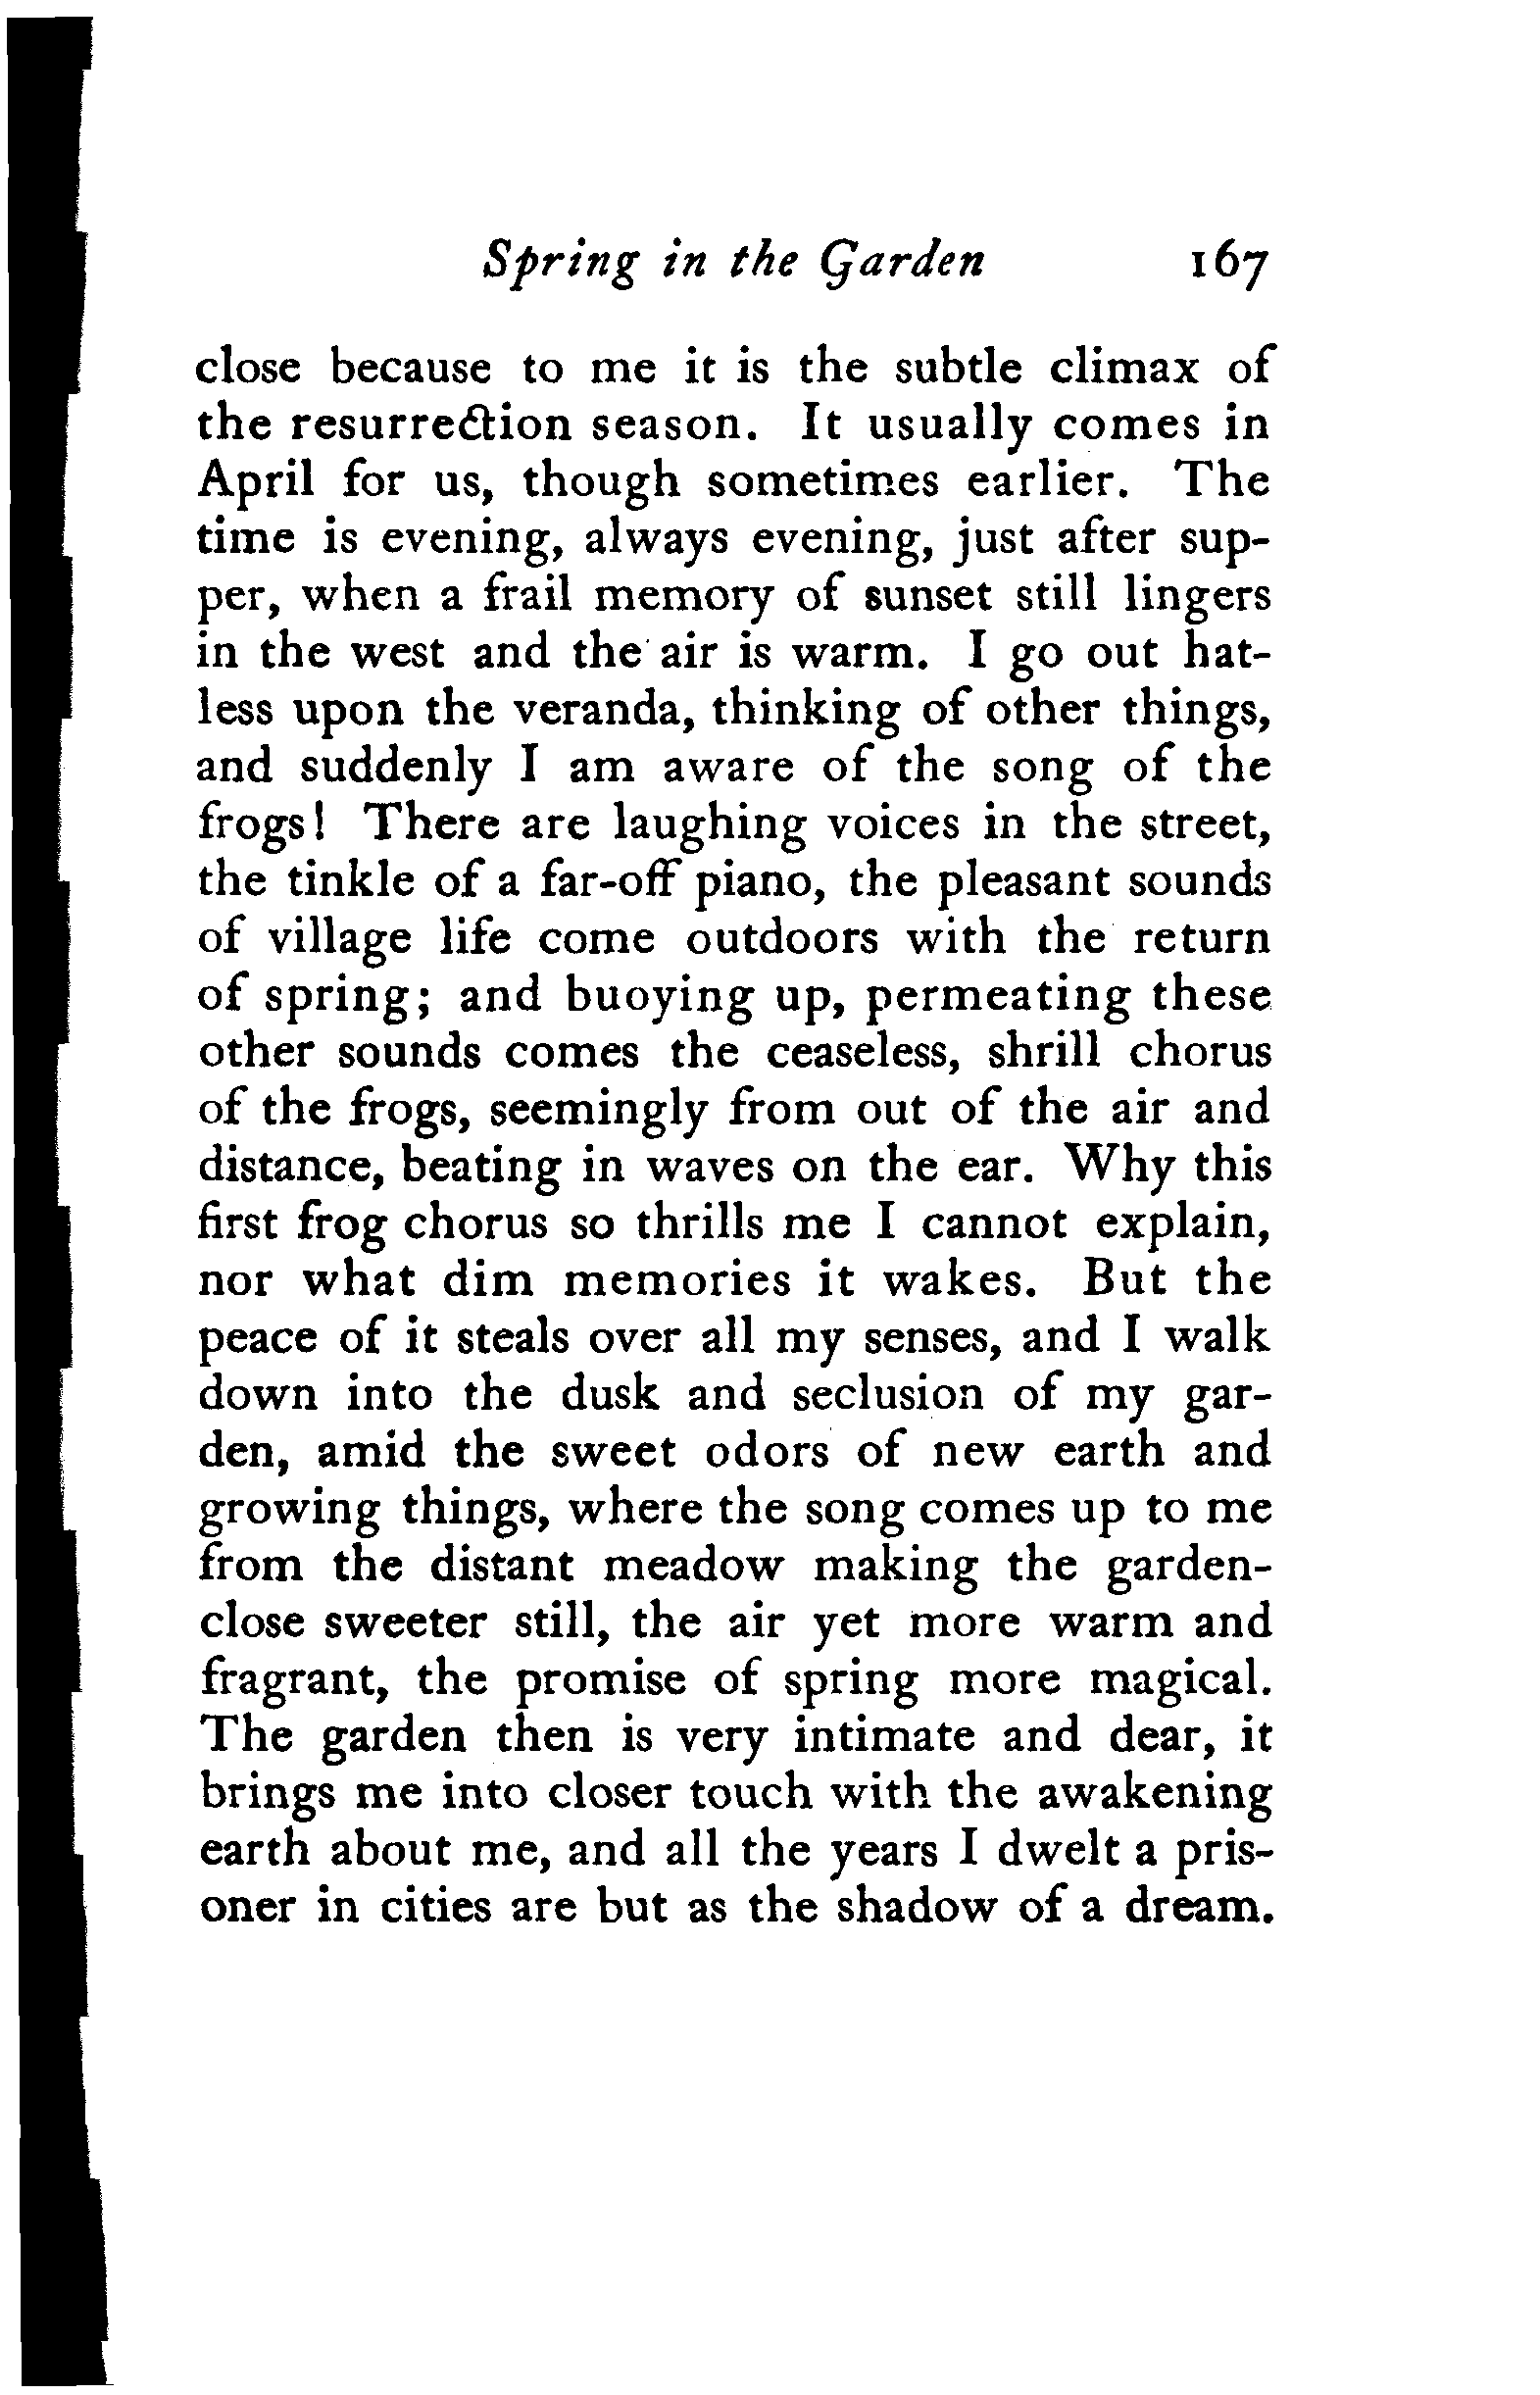 Spring in the Garden 167
close because to me it is the subtle climax of
the resurrection season. It usually comes in
April for us, though sometimes earlier. The
time is evening, always evening, just after sup-
per, when a frail memory of sunset still lingers
in the west and the air is warm. I go out hat-
less upon the veranda, thinking of other things,
and suddenly I am aware of the song of the
frogs! There are laughing voices in the street,
the tinkle of a far-off piano, the pleasant sounds
of village life come outdoors with the return
of spring; and buoying up, permeating these
other sounds comes the ceaseless, shrill chorus
of the frogs, seemingly from out of the air and
distance, beating in waves on the ear. Why this
first frog chorus so thrills me I cannot explain,
nor what dim memories it wakes. But the
peace of it steals over all my senses, and I walk
down into the dusk and seclusion of my gar-
den, amid the sweet odors of new earth and
growing things, where the song comes up to me
from the distant meadow making the garden-
close sweeter still, the air yet more warm and
fragrant, the promise of spring more magical.
The garden then is very intimate and dear, it
brings me into closer touch with the awakening
earth about me, and all the years I dwelt a pris-
oner in cities are but as the shadow of a dream.